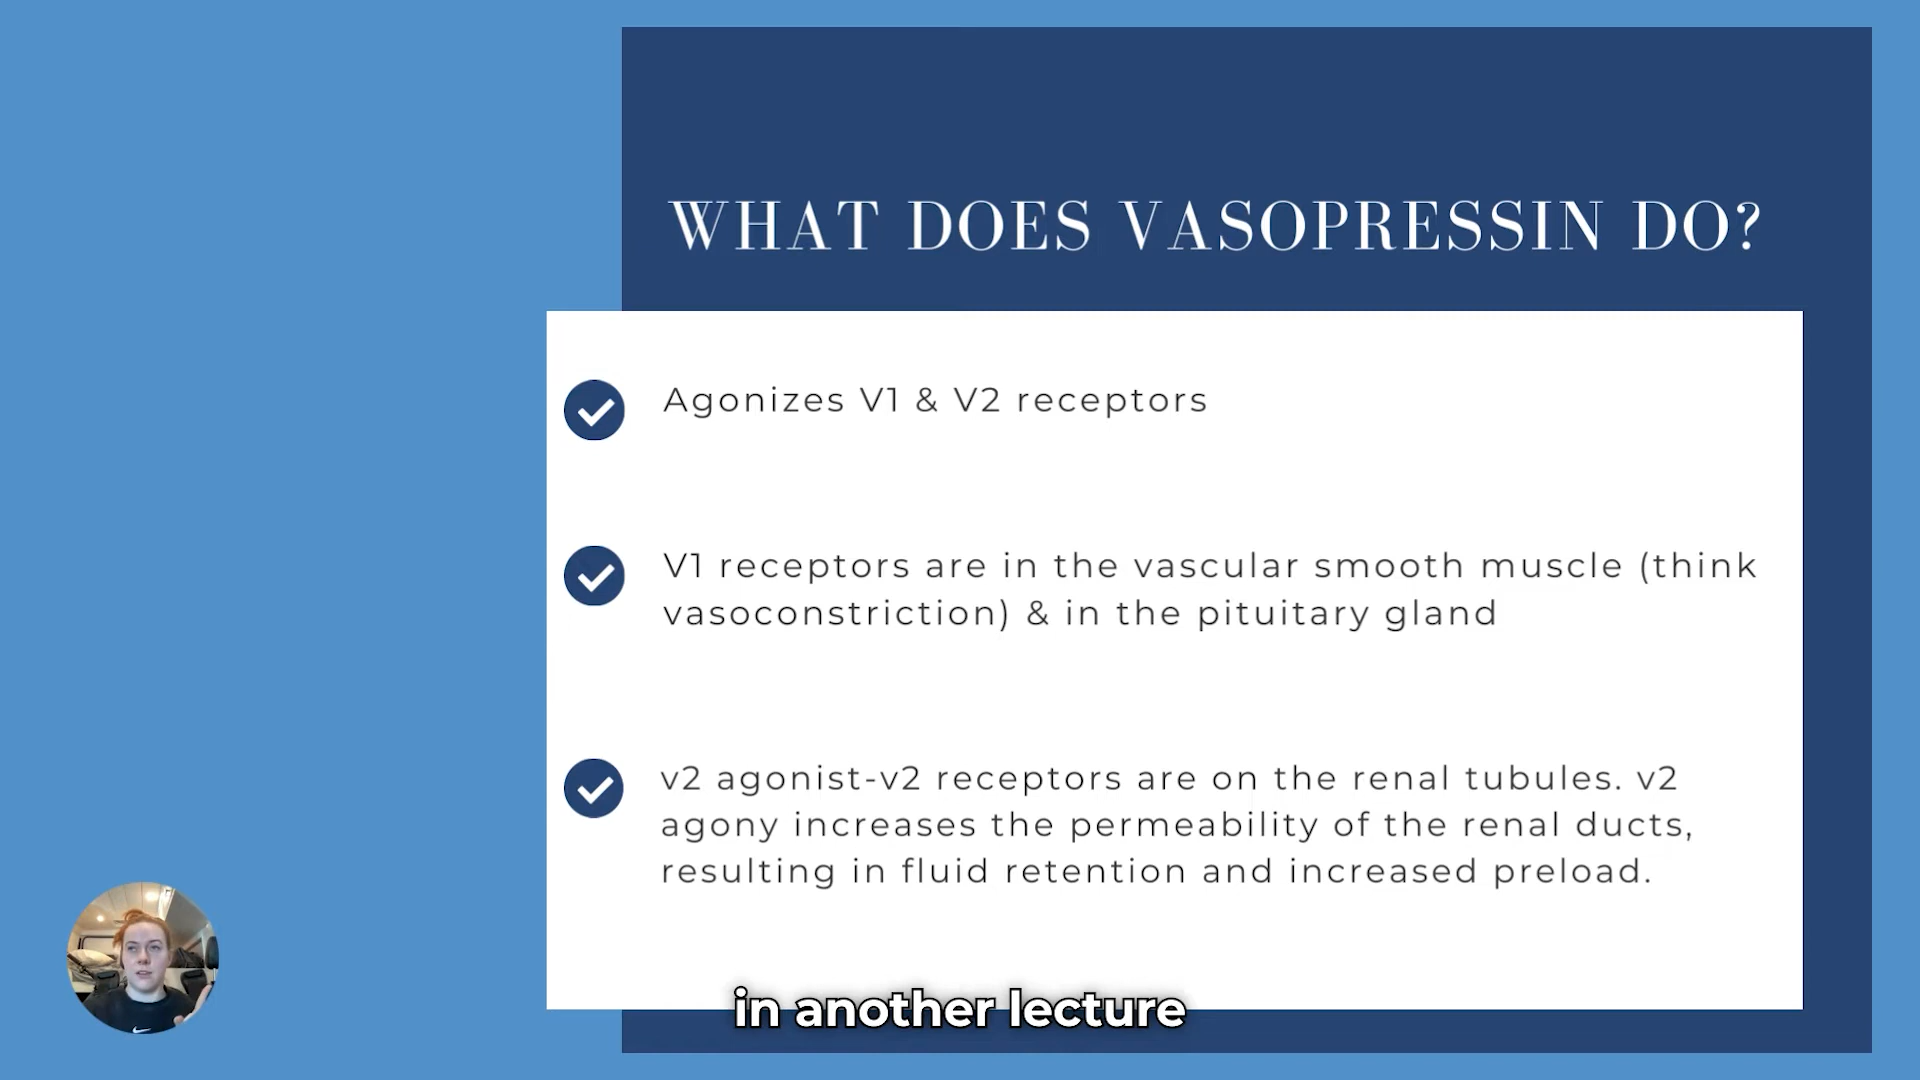 WHAT DOES VASOPRESSIN DO?
Agonizes V1 & V2 receptors
V1 receptors are in the vascular smooth muscle (think
vasoconstriction) & in the pituitary gland
v2 agonist-v2 receptors are on the renal tubules. v2
agony increases the permeability of the renal ducts,
resulting in fluid retention and increased preload.
in another lecture